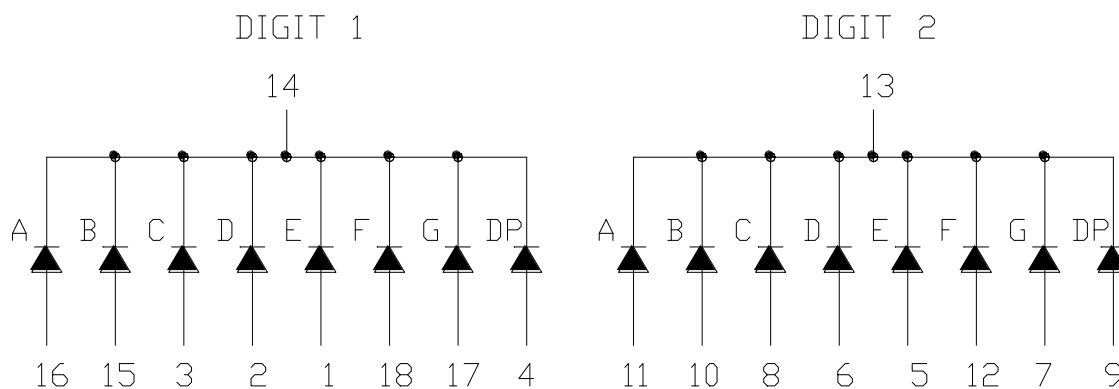 DIGIT 1 DIGIT 2
14 13
A B C D E F G DP A B C D E F G DP
16 15 3 2 1 18 17 4 11 10 8 6 5 12 7 9